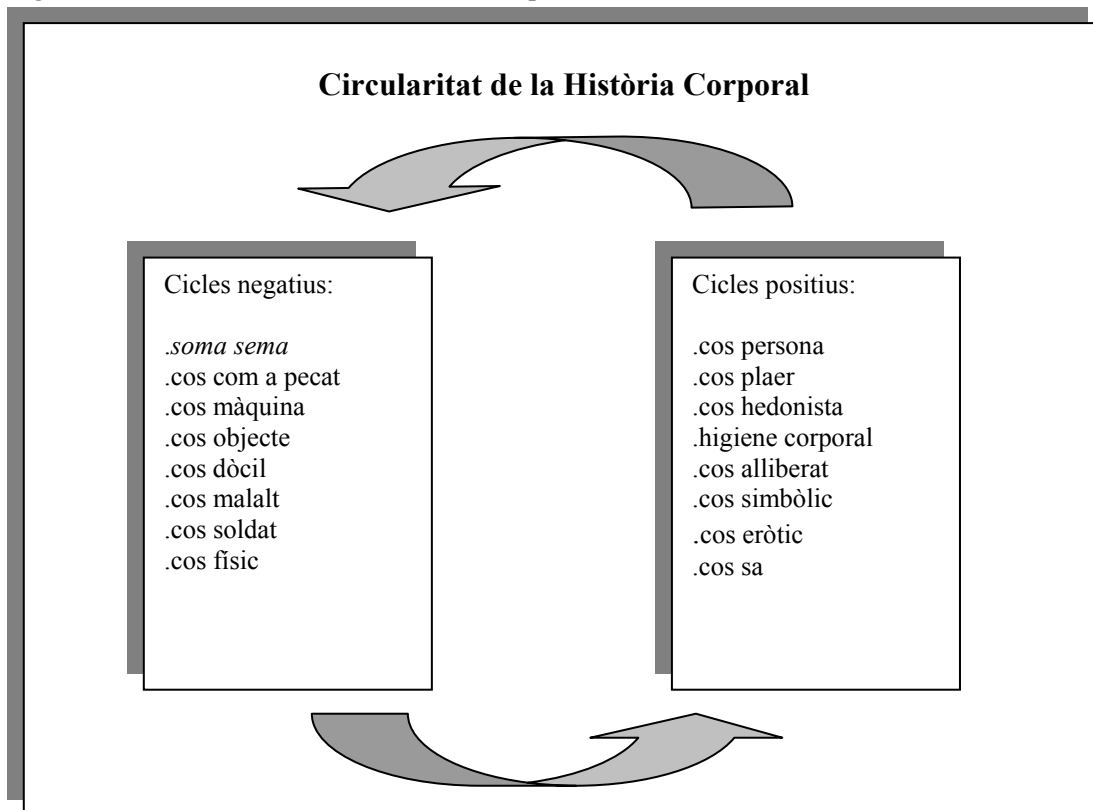 Circularitat de la Història Corporal
Cicles negatius:
.soma sema
.cos com a pecat
.cos màquina
.cos objecte
.cos dòcil
.cos malalt
.cos soldat
.cos físic
Cicles positius:
.cos persona
.cos plaer
.cos hedonista
.higiene corporal
.cos alliberat
.cos simbòlic
.cos eròtic
.cos sa